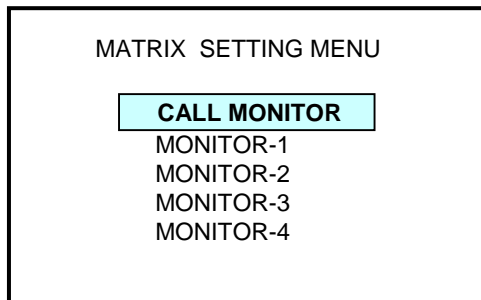 MATRIX SETTING MENU
CALL MONITOR
MONITOR-1
MONITOR-2
MONITOR-3
MONITOR-4